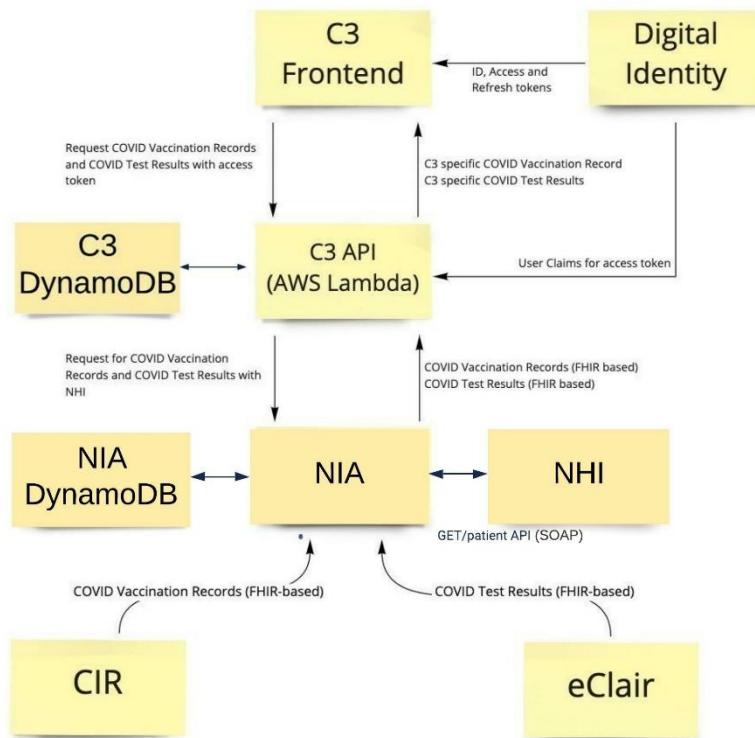 C3
Frontend
Digital
Identity
ID, Access and
Refresh tokens
Request COVID Vaccination Records
and COVID Test Results with access
token
C3 specific COVID Vaccination Record
C3 specific COVID Test Results
C3
DynamoDB
C3 API
(AWS Lambda)
User Claims for access token
Request for COVID Vaccination
Records and COVID Test Results with
NHI
COVID Vaccination Records (FHIR based)
COVID Test Results (FHIR based)
NIA
DynamoDB
NIA
NHI
GET/patient API (SOAP)
COVID Vaccination Records (FHIR-based)
COVID Test Results (FHIR-based)
CIR
eClair